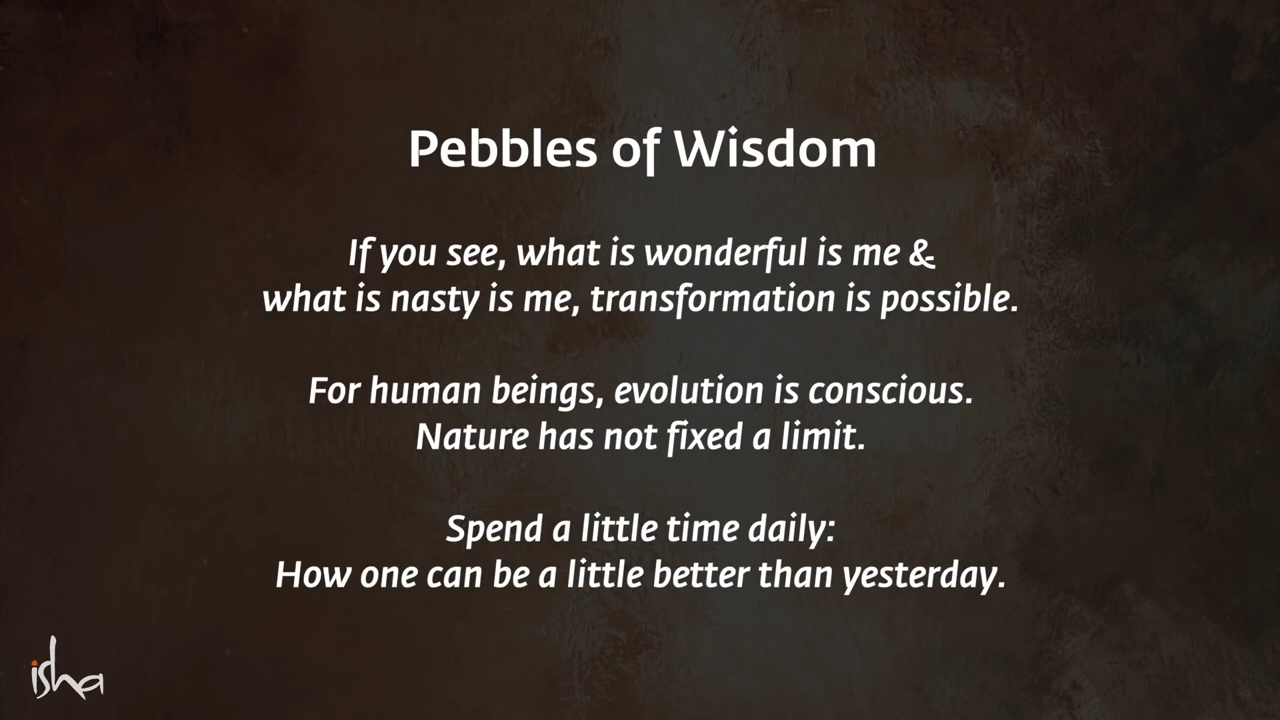 Pebbles of Wisdom
If you see, what is wonderful is me &
what is nasty is me, transformation is possible.
For human beings, evolution is conscious.
Nature has not fixed a limit.
Spend a little time daily:
How one can be a little better than yesterday.
isha